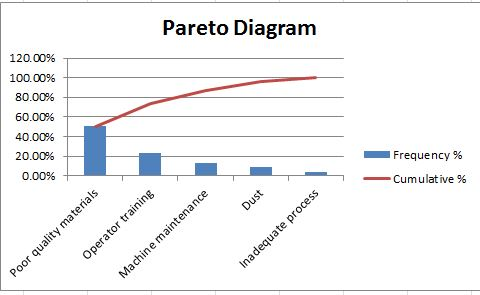 Pareto Diagram
120.00%
100.00%
80.00%
60.00%
40.00%
20.00%
0.00%
Poor quality materials
Operator training
Machine maintenance
Dust
Inadequate process
Frequency %
Cumulative %